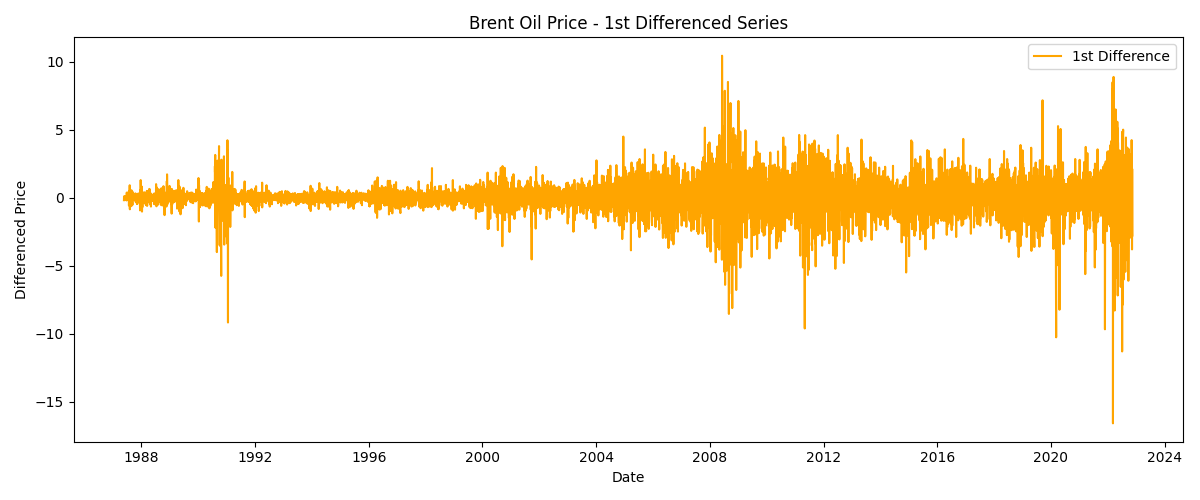 Brent Oil Price - 1st Differenced Series
1st Difference
Differenced Price
10
5
0
−5
−10
−15
1988 1992 1996 2000 2004 2008 2012 2016 2020 2024
Date